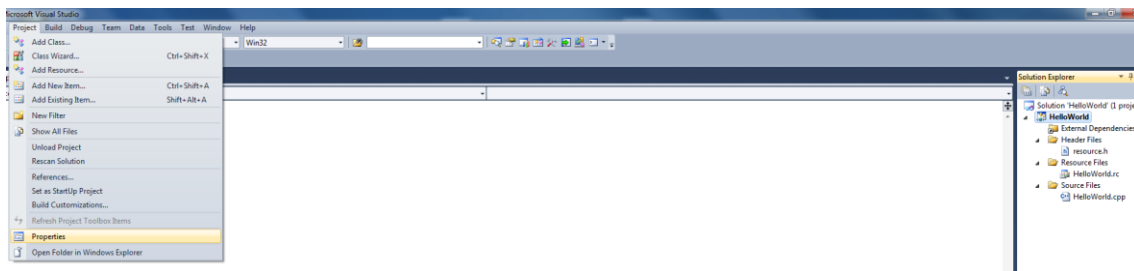 Microsoft Visual Studio
Project Build Debug Team Data Tools Test Window Help
Add Class...
Win32
Class Wizard... Ctrl+Shift+X
Add Resource...
Add New Item... Ctrl+Shift+A
Add Existing Item... Shift+Alt+A
New Filter
Show All Files
Unload Project
Rescan Solution
References...
Set as StartUp Project
Build Customizations...
Refresh Project Toolbox Items
Properties
Open Folder in Windows Explorer
Solution Explorer
Solution 'HelloWorld' (1 proje
HelloWorld
External Dependencies
Header Files
resource.h
Resource Files
HelloWorld.rc
Source Files
HelloWorld.cpp